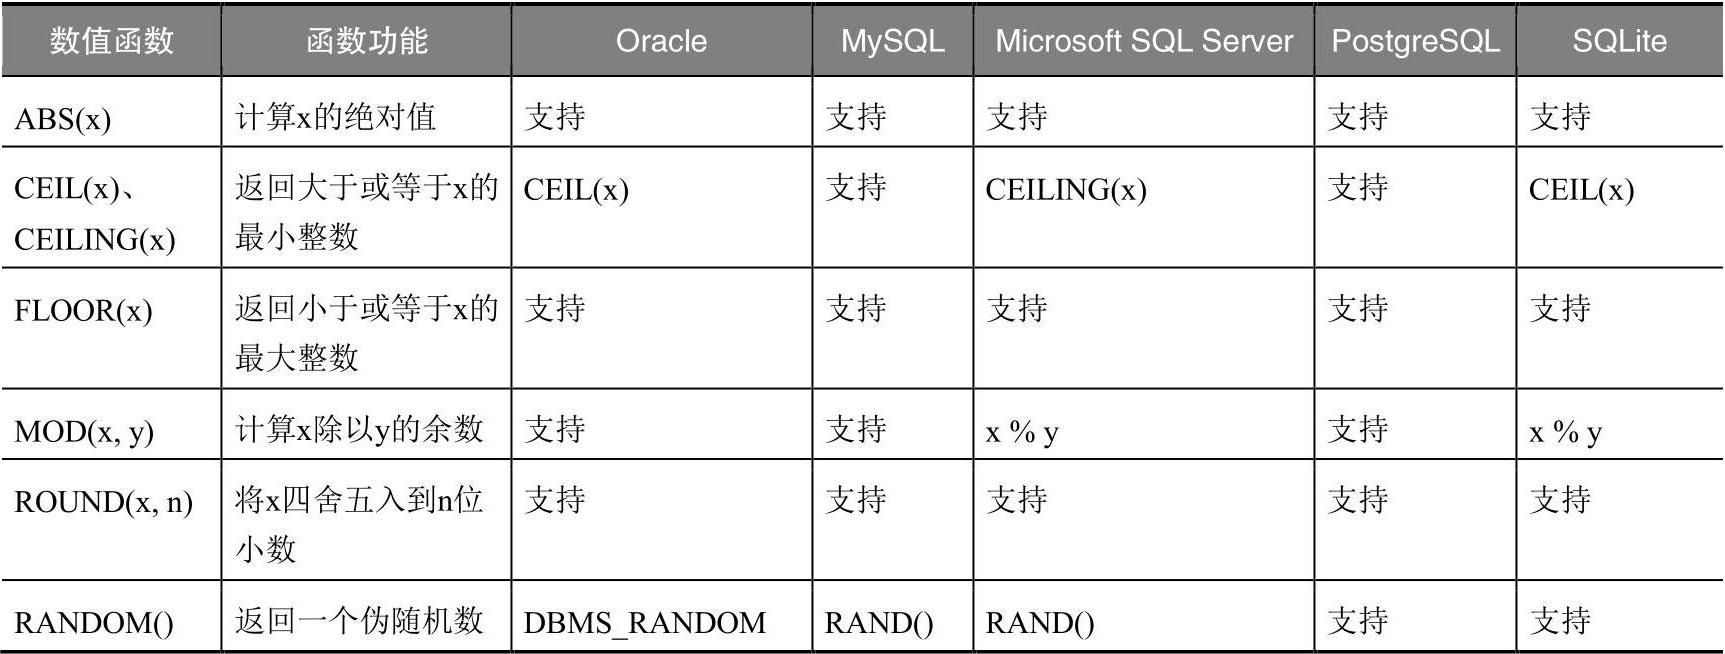 数值函数 函数功能 Oracle MySQL Microsoft SQL Server PostgreSQL SQLite
ABS(x) 计算x的绝对值 支持 支持 支持 支持 支持
CEIL(x)、 返回大于或等于x的 CEIL(x) 支持 CEILING(x) 支持 CEIL(x)
CEILING(x) 最小整数
FLOOR(x) 返回小于或等于x的 支持 支持 支持 支持 支持
最大整数
MOD(x, y) 计算x除以y的余数 支持 支持 x % y 支持 x % y
ROUND(x, n) 将x四舍五入到n位 支持 支持 支持 支持 支持
小数
RANDOM() 返回一个伪随机数 DBMS_RANDOM RAND() RAND() 支持 支持